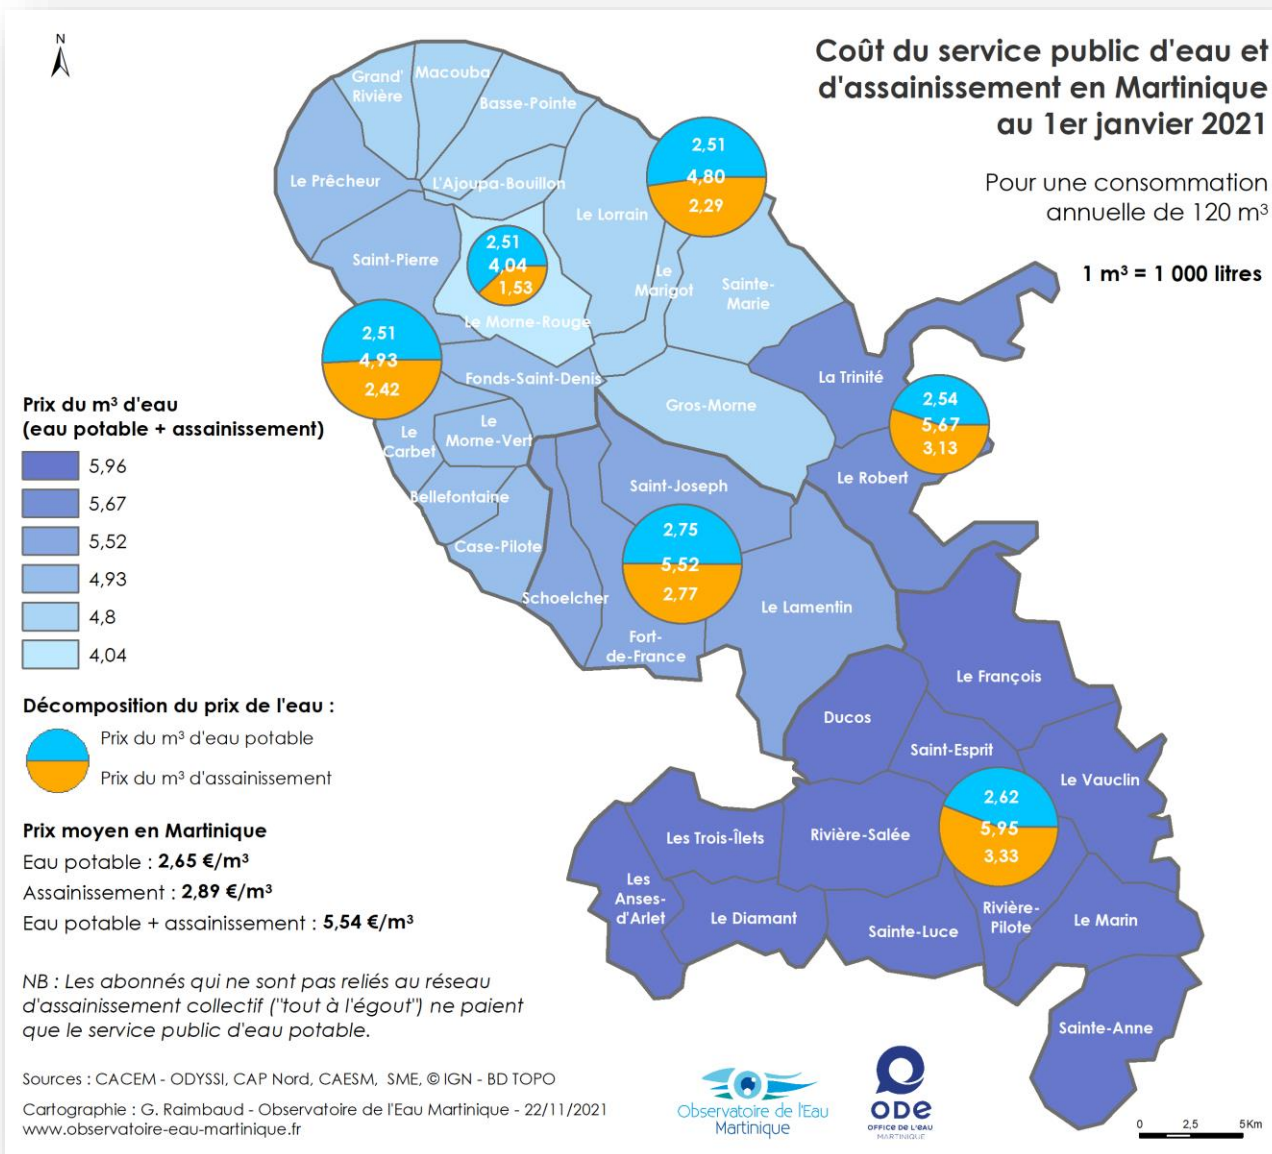 N
Coût du service public d'eau et
d'assainissement en Martinique
au 1er janvier 2021
Pour une consommation
annuelle de 120 m³
1 m³ = 1 000 litres
Grand'
Rivière
Macouba
Basse-Pointe
Le Prêcheur
L'Ajoupa-Bouillon
Le Lorrain
2,51
4,80
2,29
Saint-Pierre
2,51
4,04
1,53
Le Morne-Rouge
Le
Marigot
Sainte-
Marie
2,51
4,93
2,42
Fonds-Saint-Denis
La Trinité
Gros-Morne
2,54
5,67
3,13
Le
Carbet
Le
Morne-Vert
Le Robert
Bellefontaine
Saint-Joseph
Case-Pilote
2,75
5,52
2,77
Schoelcher
Le Lamentin
Fort-
de-France
Le François
Ducos
Saint-Esprit
Le Vauclin
2,62
5,95
3,33
Les Trois-Îlets
Rivière-Salée
Les
Anses-
d'Arlet
Le Diamant
Sainte-Luce
Rivière-
Pilote
Le Marin
Sainte-Anne
Prix du m³ d'eau
(eau potable + assainissement)
5,96
5,67
5,52
4,93
4,8
4,04
Décomposition du prix de l'eau :
Prix du m³ d'eau potable
Prix du m³ d'assainissement
Prix moyen en Martinique
Eau potable : 2,65 €/m³
Assainissement : 2,89 €/m³
Eau potable + assainissement : 5,54 €/m³
NB : Les abonnés qui ne sont pas reliés au réseau
d'assainissement collectif ("tout à l'égout") ne paient
que le service public d'eau potable.
Sources : CACEM - ODYSSI, CAP Nord, CAESM, SME, © IGN - BD TOPO
Cartographie : G. Raimbaud - Observatoire de l'Eau Martinique - 22/11/2021
www.observatoire-eau-martinique.fr
Observatoire de l'Eau
Martinique
ODE
OFFICE DE L'EAU
MARTINIQUE
0 2,5 5Km